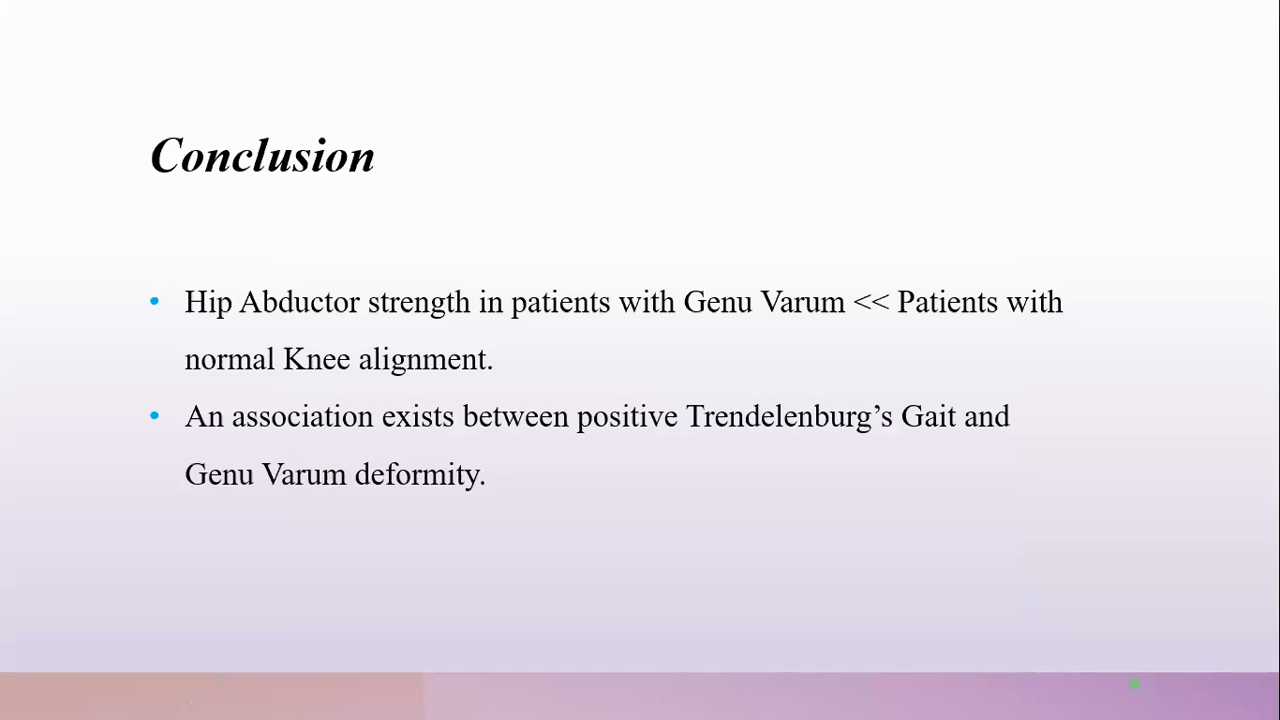 Conclusion
• Hip Abductor strength in patients with Genu Varum << Patients with
normal Knee alignment.
• An association exists between positive Trendelenburg’s Gait and
Genu Varum deformity.